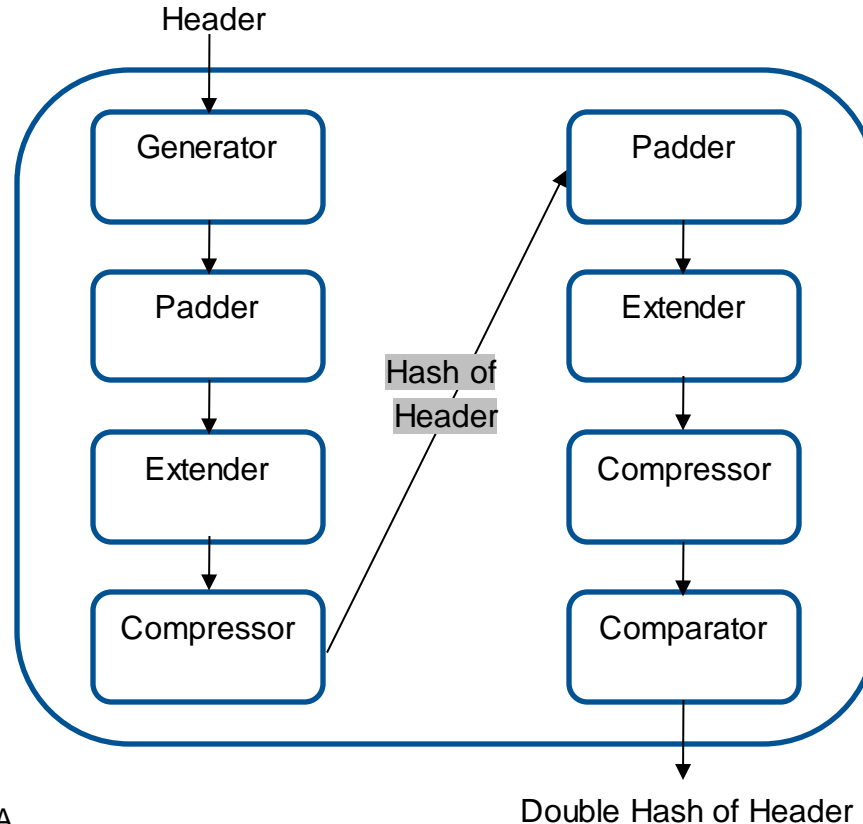 Header
Generator
Padder
Extender
Compressor
Hash of
Header
Padder
Extender
Compressor
Comparator
Double Hash of Header
A